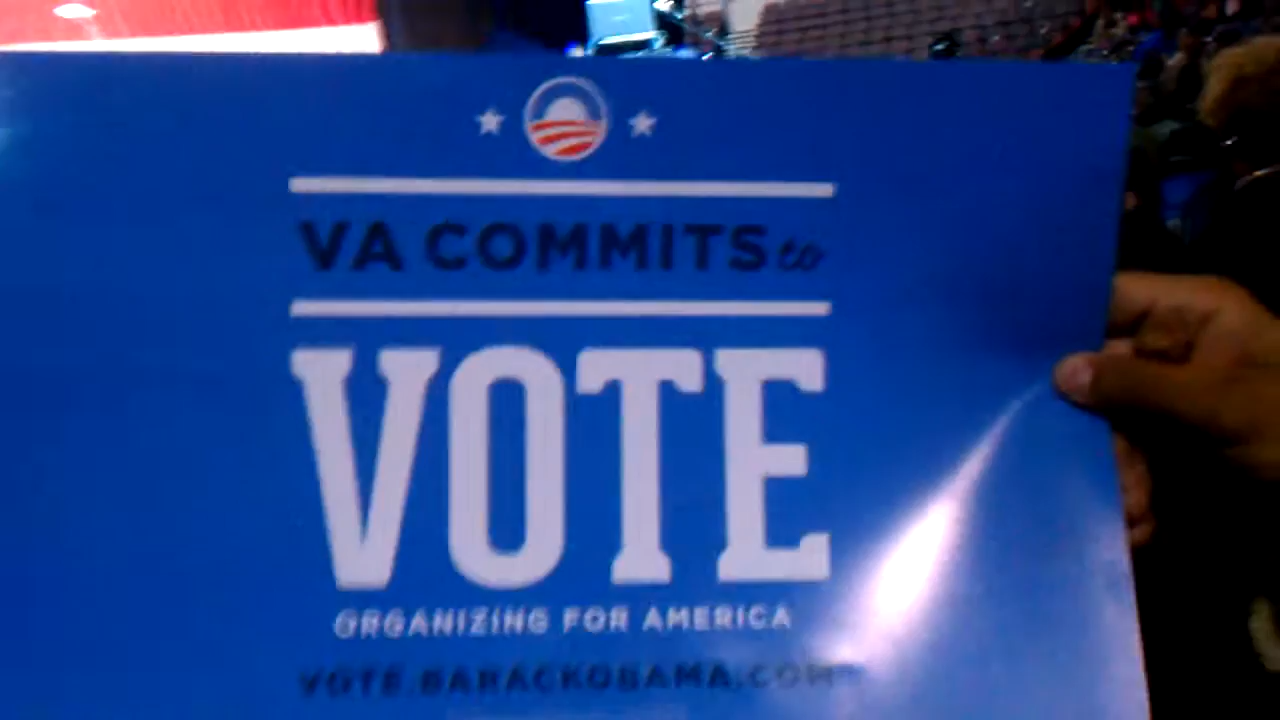 VA COMMITS to
VOTE
ORGANIZING FOR AMERICA
VOTE.BARACKOBAMA.COM